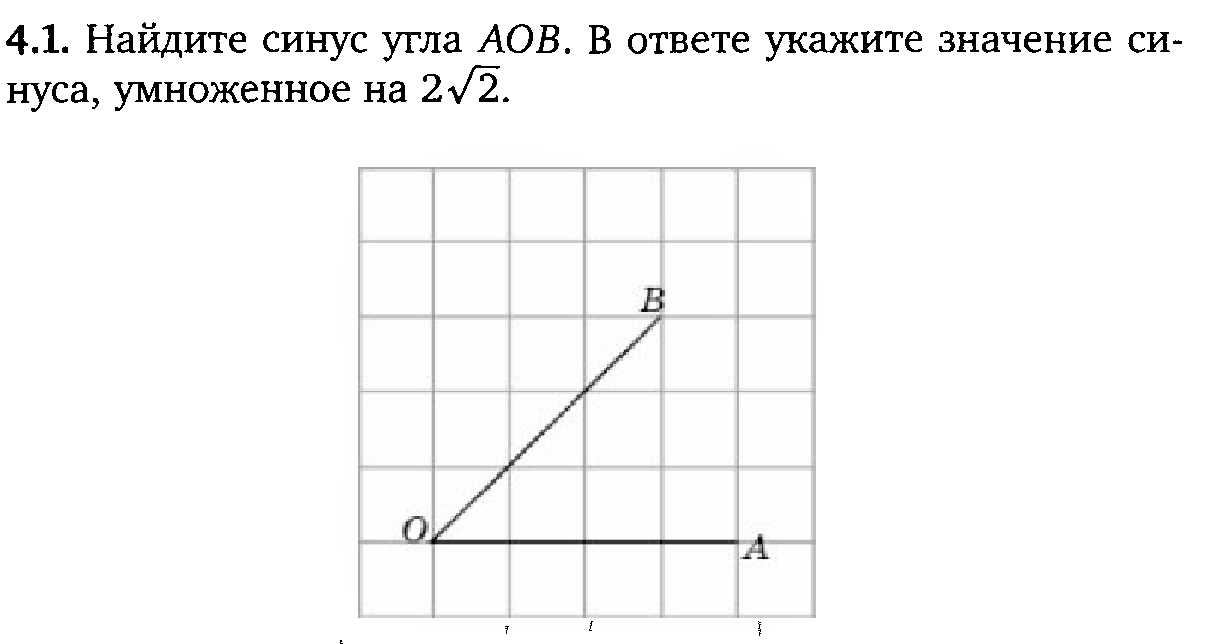 4.1. Найдите синус угла AOB. В ответе укажите значение си-
нуса, умноженное на 2√2.
B
O
A